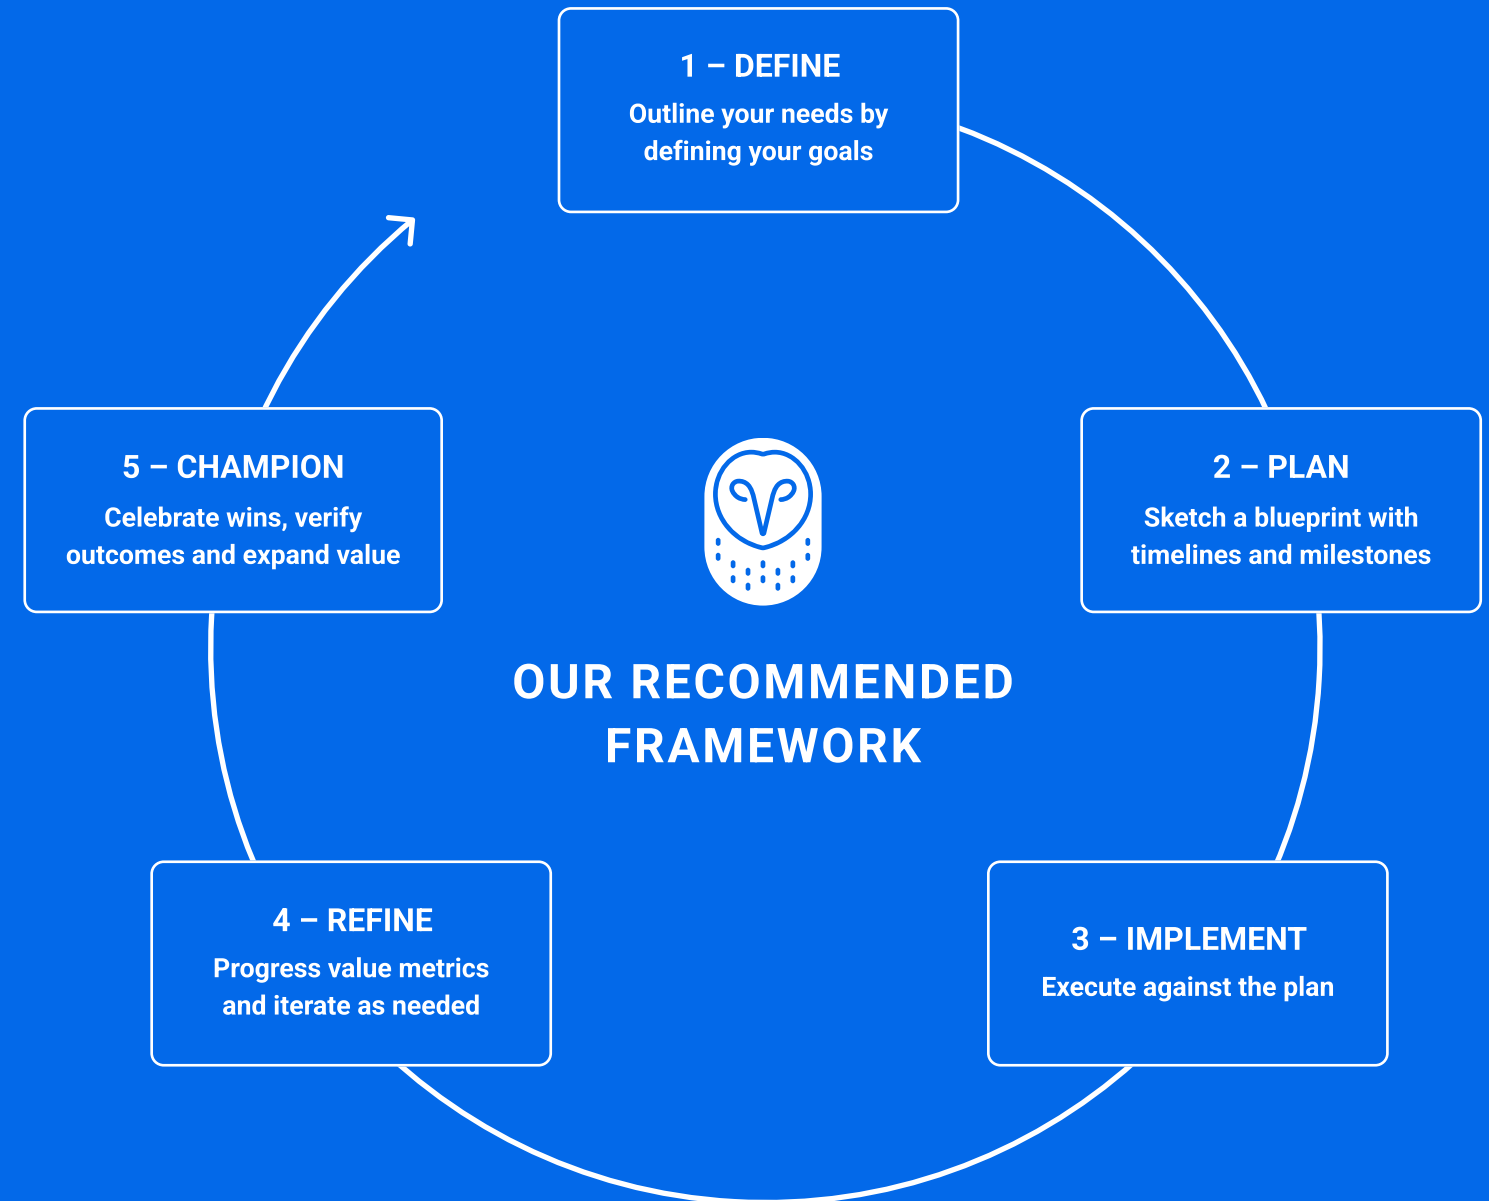 1 – DEFINE
Outline your needs by
defining your goals
2 – PLAN
Sketch a blueprint with
timelines and milestones
3 – IMPLEMENT
Execute against the plan
4 – REFINE
Progress value metrics
and iterate as needed
5 – CHAMPION
Celebrate wins, verify
outcomes and expand value
OUR RECOMMENDED
FRAMEWORK